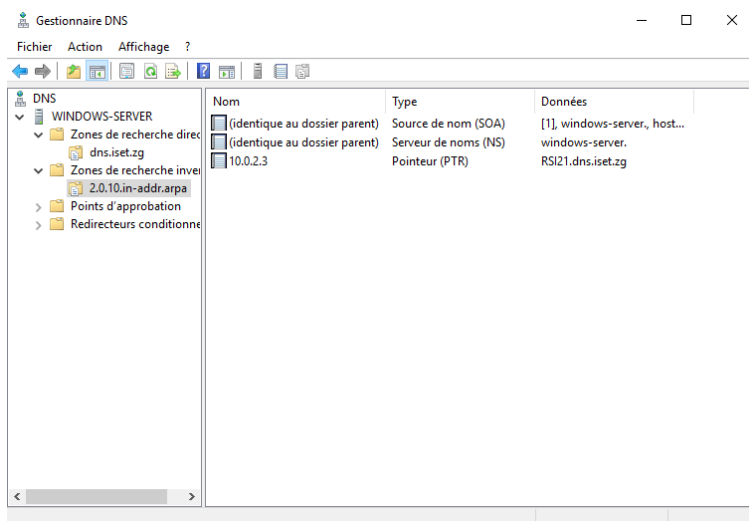 Gestionnaire DNS
Fichier Action Affichage ?
DNS
WINDOWS-SERVER
Zones de recherche direc
dns.iset.zg
Zones de recherche inver
2.0.10.in-addr.arpa
Points d'approbation
Redirecteurs conditionne
Nom Type Données
(identique au dossier parent) Source de nom (SOA) [1], windows-server., host...
(identique au dossier parent) Serveur de noms (NS) windows-server.
10.0.2.3 Pointeur (PTR) RSI21.dns.iset.zg